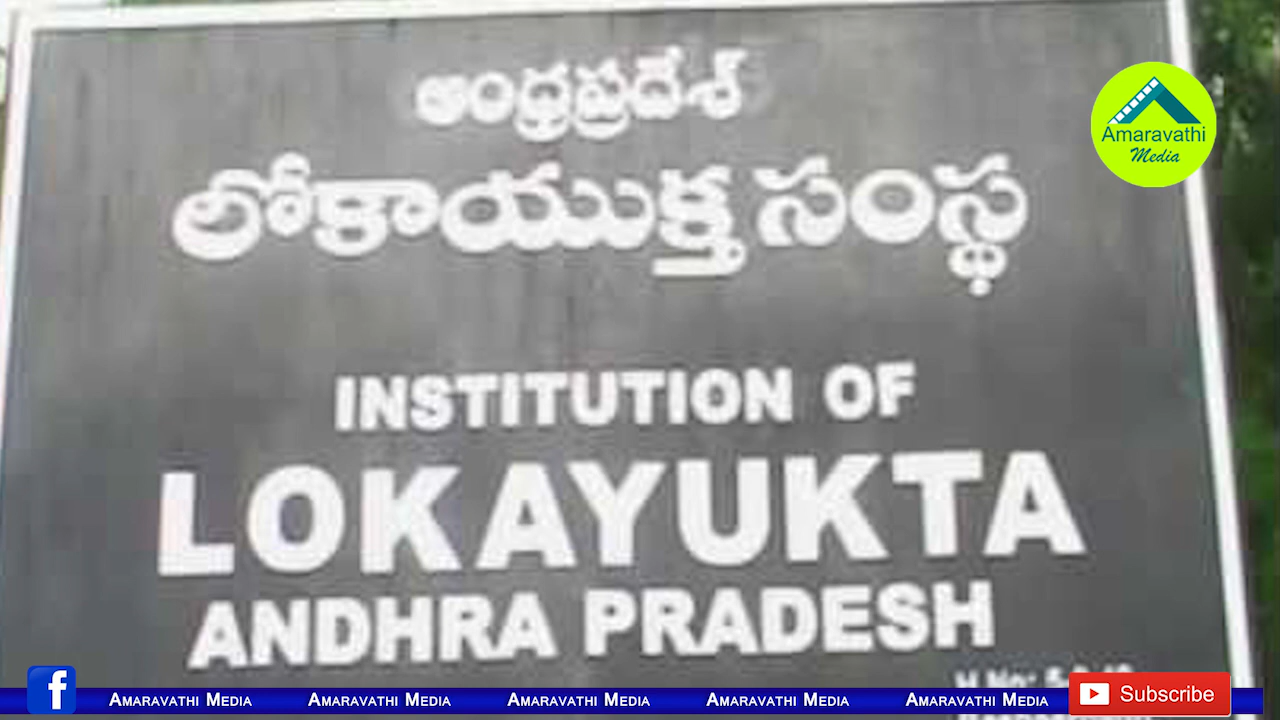 ఆంధ్రప్రదేశ్
లోకాయుక్త సంస్థ
INSTITUTION OF
LOKAYUKTA
ANDHRA PRADESH
H.No:
Amaravathi
Media
f
AMARAVATHI MEDIA AMARAVATHI MEDIA AMARAVATHI MEDIA AMARAVATHI MEDIA AMARAVATHI MEDIA
Subscribe